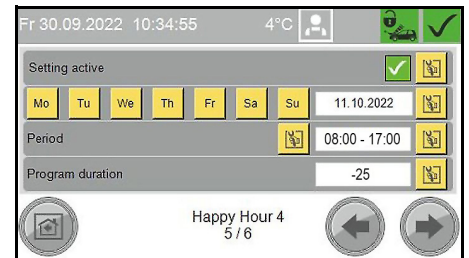 Fr 30.09.2022 10:34:55 4°C
Setting active
Mo Tu We Th Fr Sa Su 11.10.2022
Period 08:00 - 17:00
Program duration -25
Happy Hour 4
5 / 6